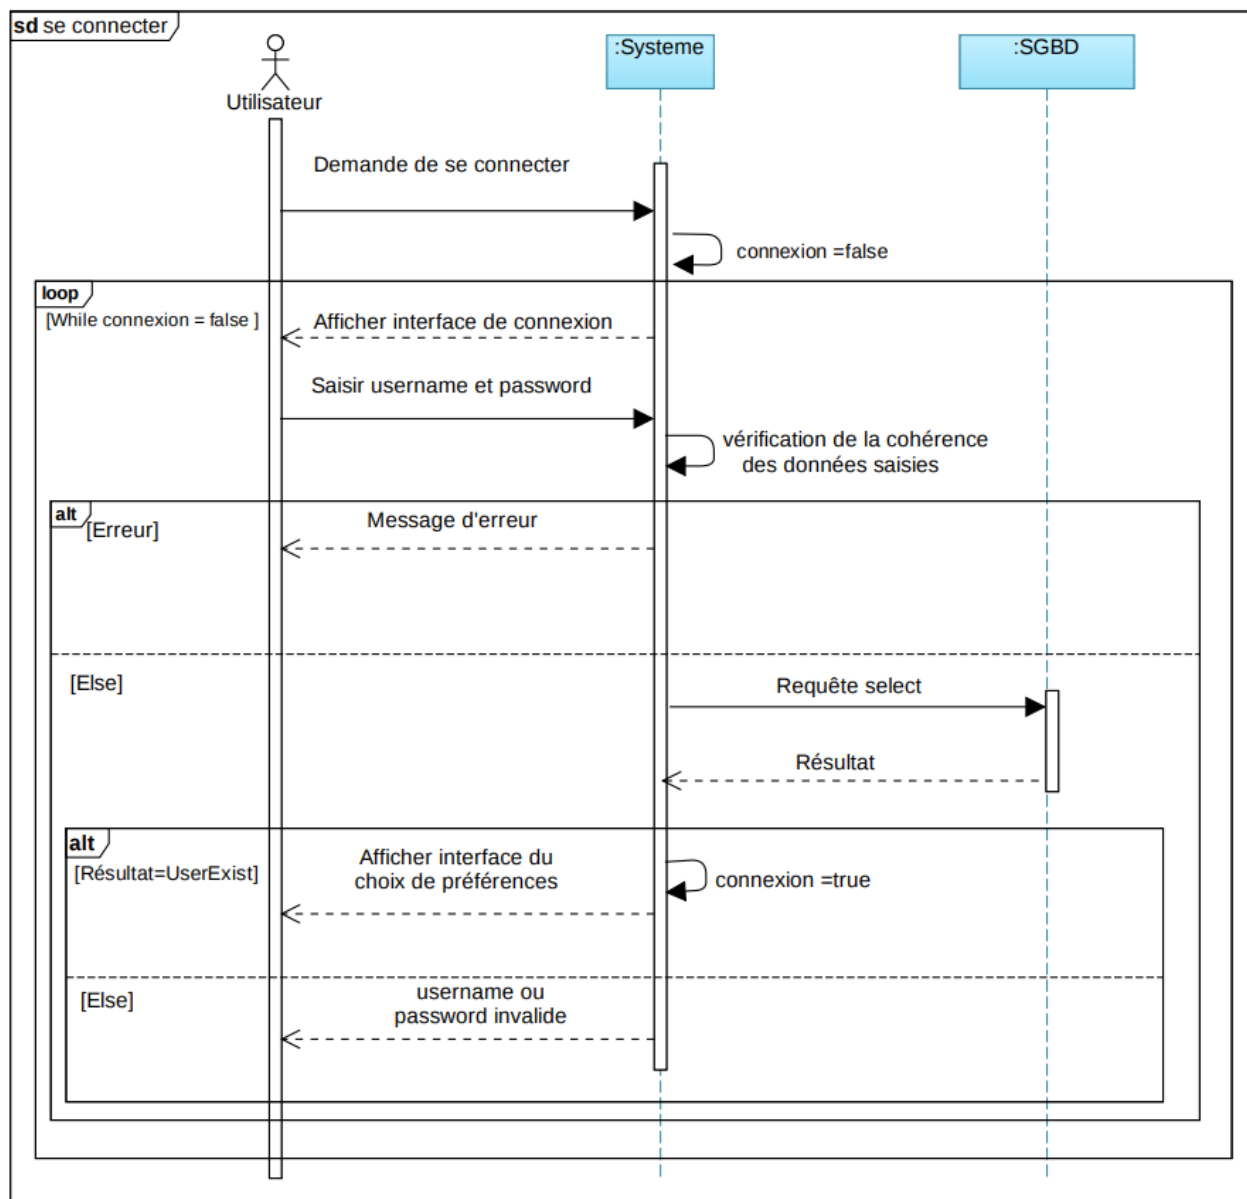 sd se connecter
:Systeme
:SGBD
Utilisateur
Demande de se connecter
connexion =false
loop
[While connexion = false ]
Afficher interface de connexion
Saisir username et password
vérification de la cohérence
des données saisies
alt
[Erreur]
Message d'erreur
[Else]
Requête select
Résultat
alt
[Résultat=UserExist]
Afficher interface du
choix de préférences
connexion =true
[Else]
username ou
password invalide